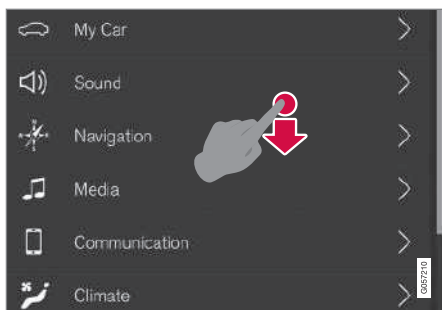 My Car
Sound
Navigation
Media
Communication
Climate
G057210